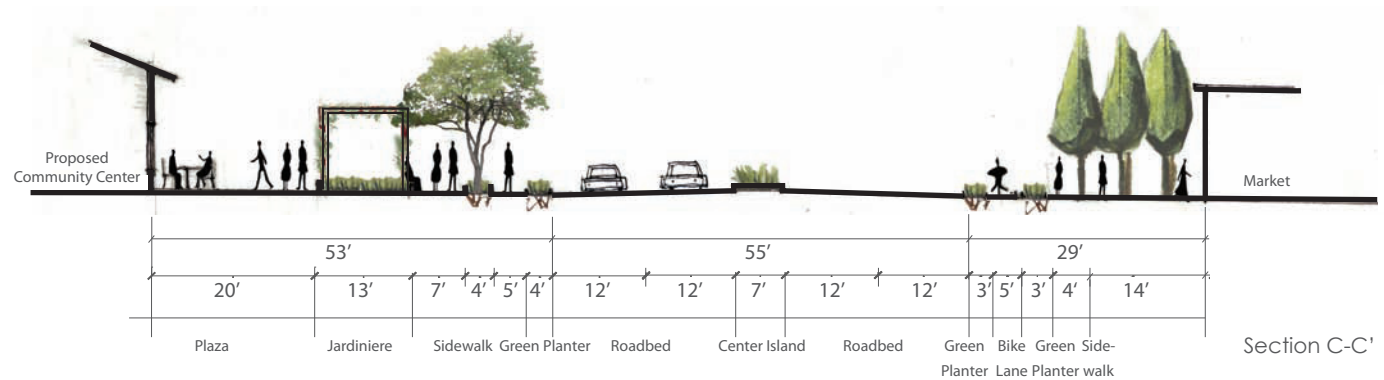 Proposed
Community Center
Market
53’ 55’ 29’
20’ 13’ 7’ 4’ 5’ 4’ 12’ 12’ 7’ 12’ 12’ 3’ 5’ 3’ 4’ 14’
Plaza Jardiniere Sidewalk Green Planter Roadbed Center Island Roadbed Green Bike Green Side-
Planter Lane Planter walk
Section C-C’